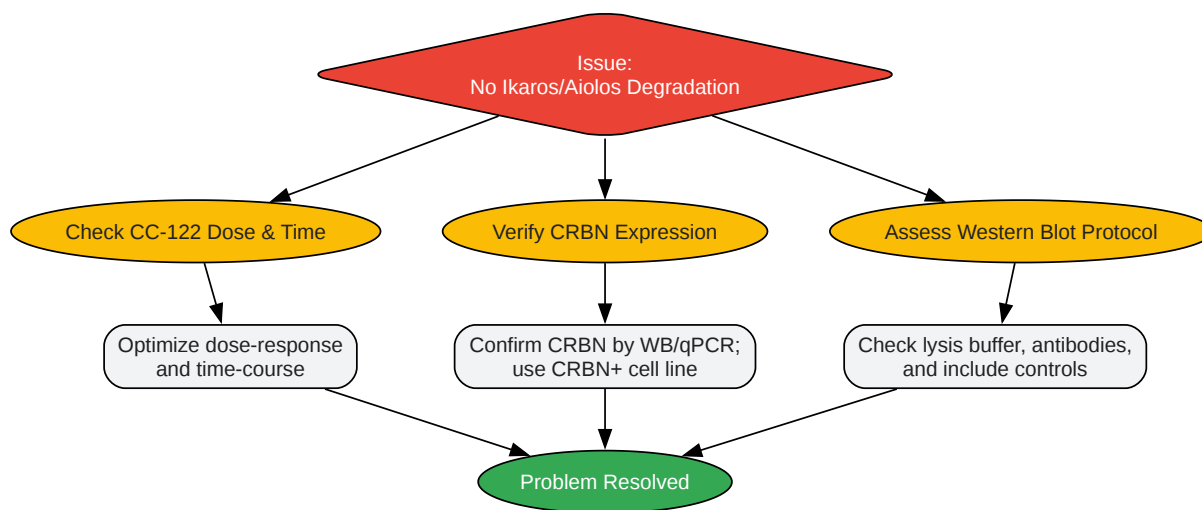 Issue:
No Ikaros/Aiolos Degradation
Check CC-122 Dose & Time
Verify CRBN Expression
Assess Western Blot Protocol
Optimize dose-response
and time-course
Confirm CRBN by WB/qPCR;
use CRBN+ cell line
Check lysis buffer, antibodies,
and include controls
Problem Resolved